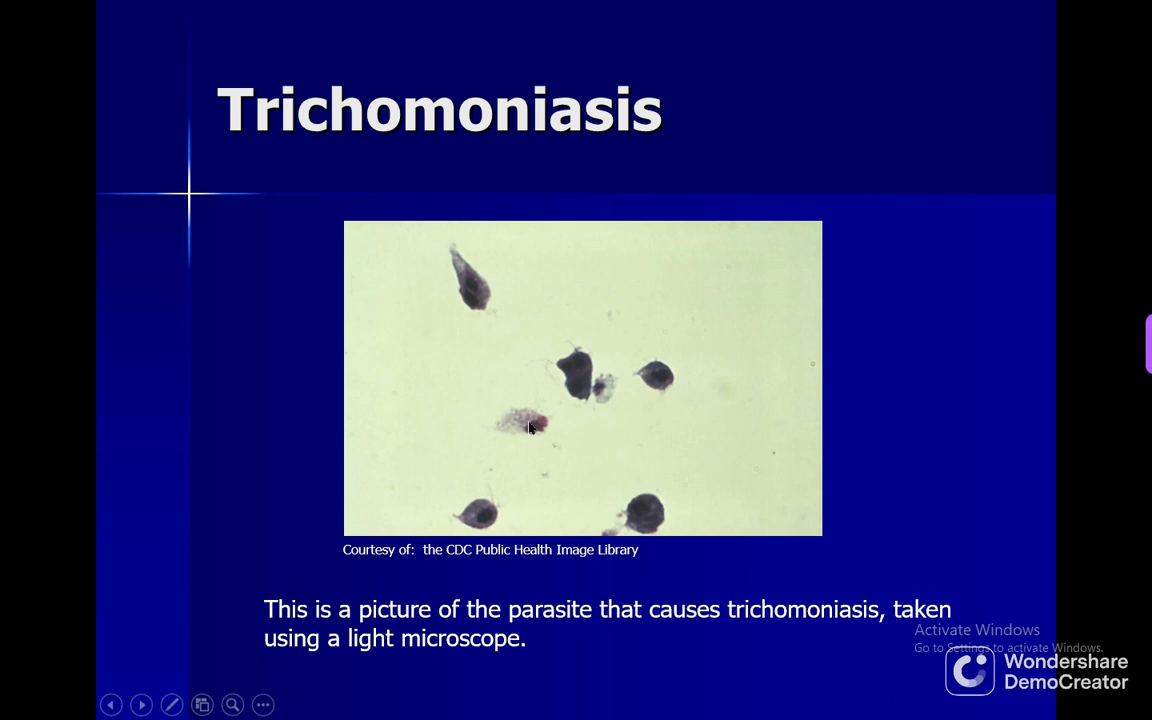 Trichomoniasis
Courtesy of:  the CDC Public Health Image Library
This is a picture of the parasite that causes trichomoniasis, taken
using a light microscope.
Activate Windows
Go to Settings to activate Windows.
Wondershare
DemoCreator